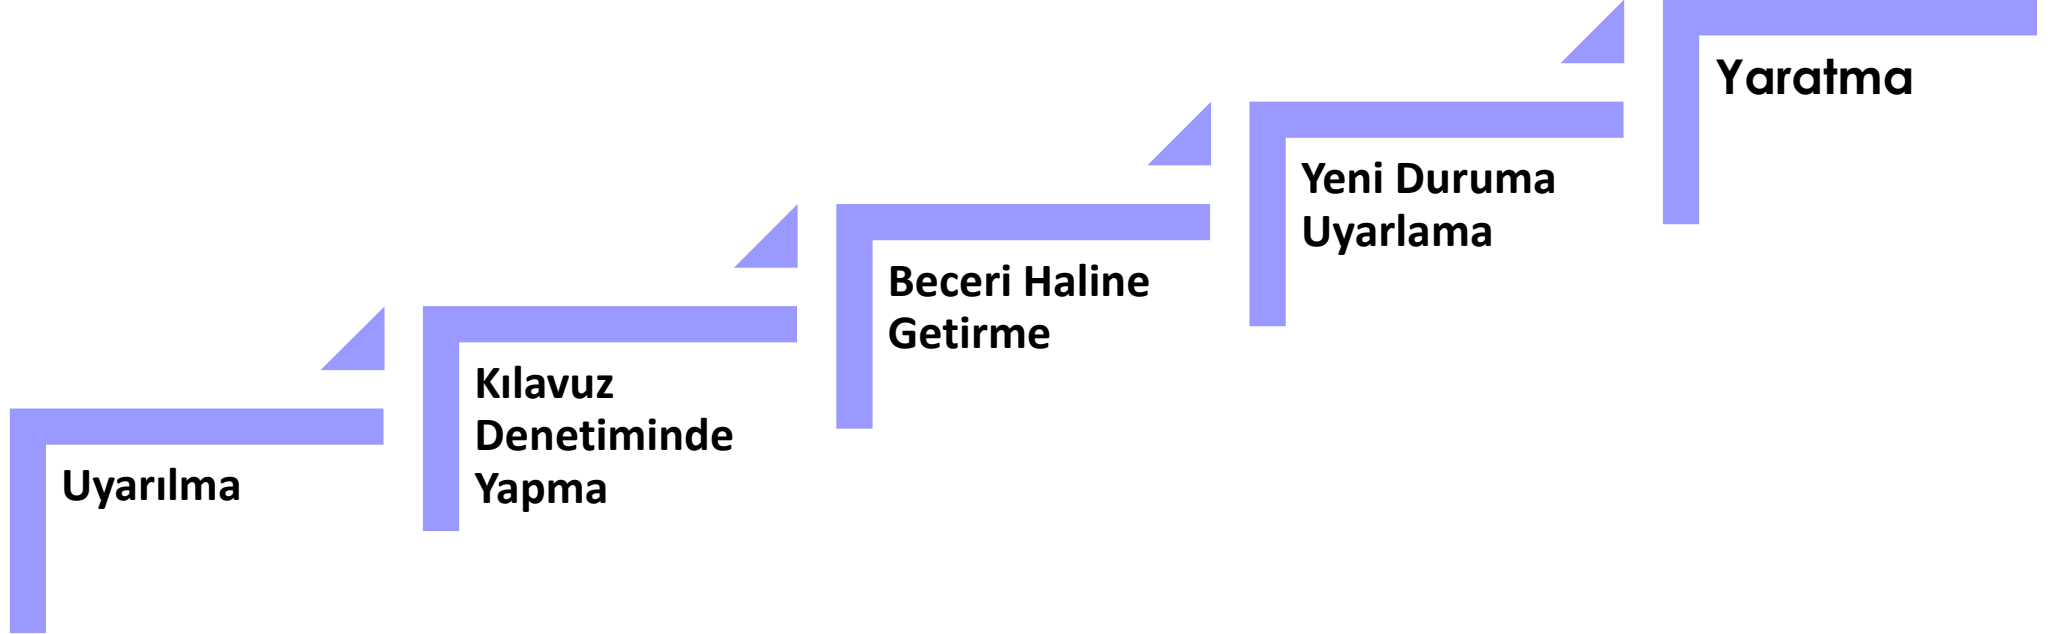 Uyarılma
Kılavuz
Denetiminde
Yapma
Beceri Haline
Getirme
Yeni Duruma
Uyarlama
Yaratma